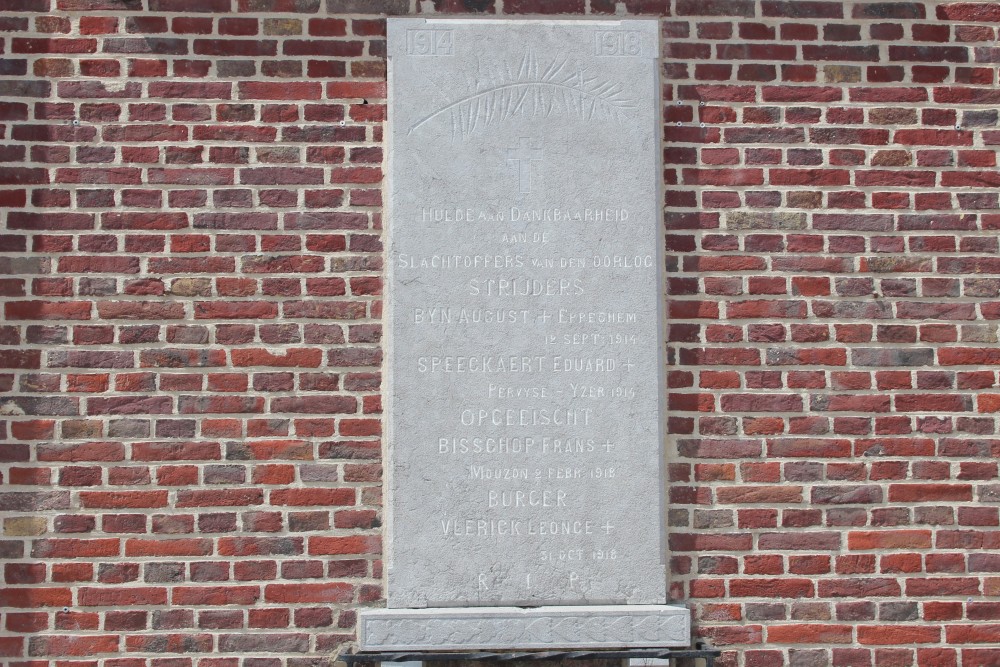 1914 1918
HULDE AAN DANKBAARHEID
AAN DE
SLACHTOFFERS VAN DEN OORLOG
STRIJDERS
BYN AUGUST + EPPEGHEM
12 SEPT. 1914
SPEECKAERT EDUARD +
PERVYSE - YZER 1914
OPGEEISCHT
BISSCHOP FRANS +
MOUZON 2 FEBR 1918
BURGER
VLERICK LEONCE +
31 OCT 1918
R I P